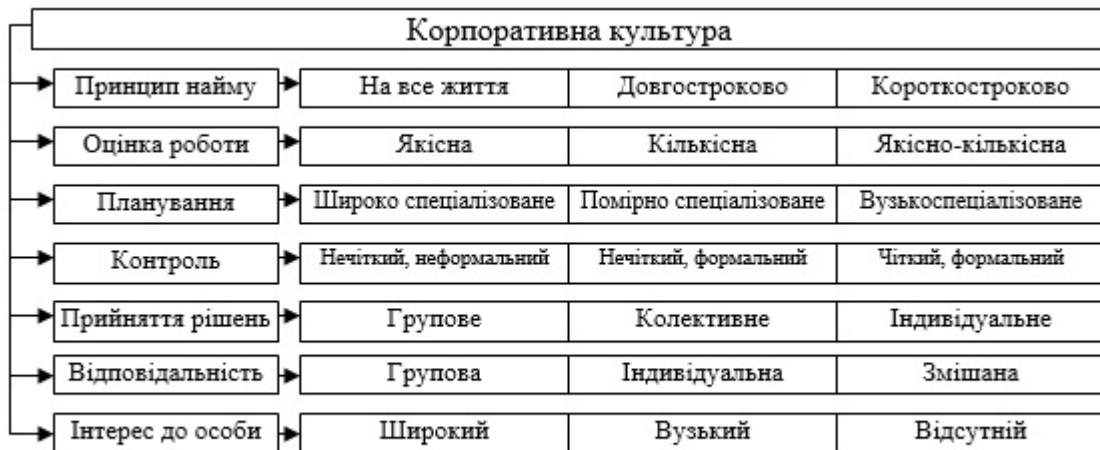 Корпоративна культура
Принцип найму На все життя Довгостроково Короткостроково
Оцінка роботи Якісна Кількісна Якісно-кількісна
Планування Широко спеціалізоване Помірно спеціалізоване Вузькоспеціалізоване
Контроль Нечіткий, неформальний Нечіткий, формальний Чіткий, формальний
Прийняття рішень Групове Колективне Індивідуальне
Відповідальність Групова Індивідуальна Змішана
Інтерес до особи Широкий Вузький Відсутній